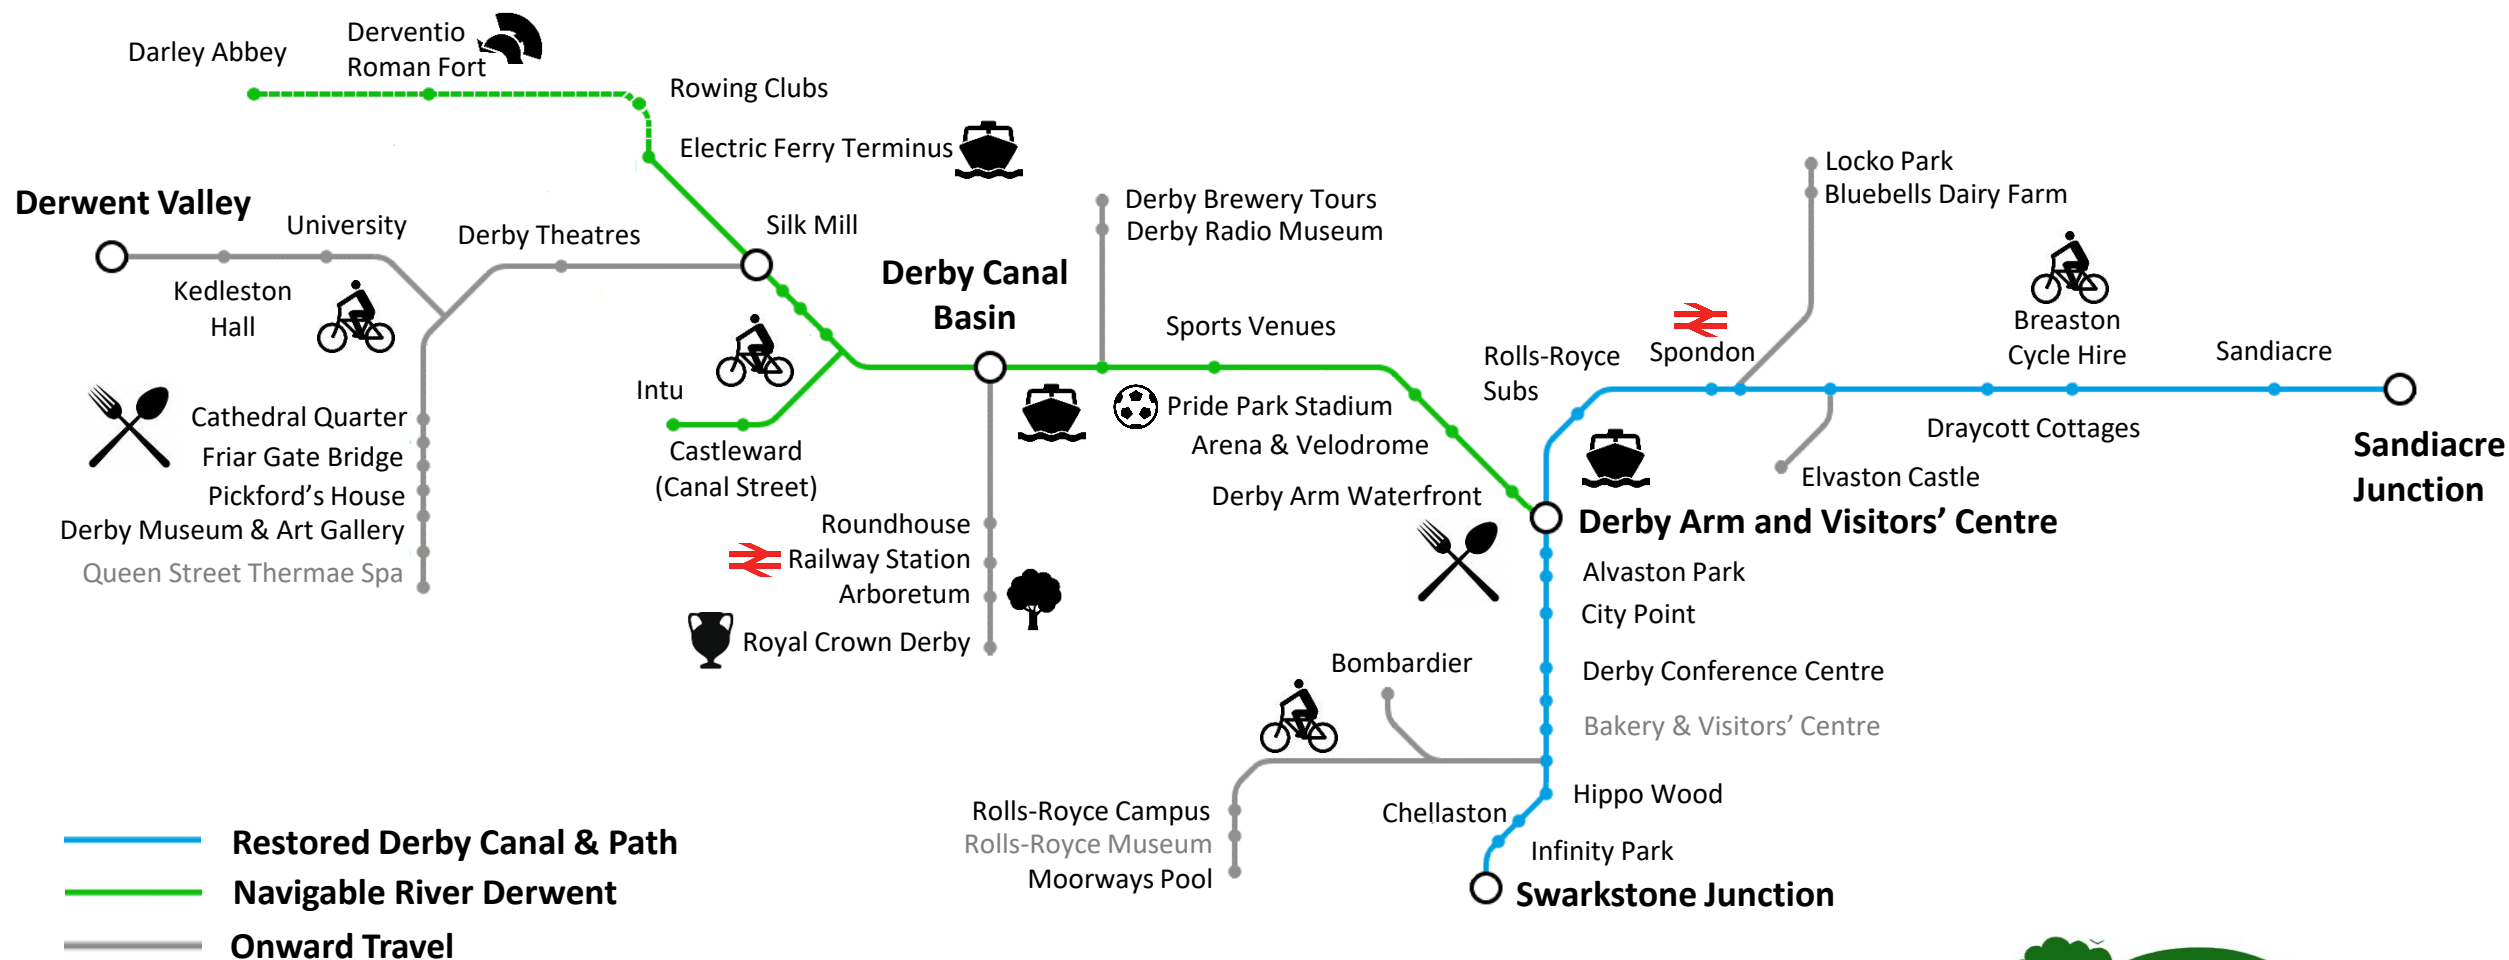 Darley Abbey
Derventio
Roman Fort
Rowing Clubs
Electric Ferry Terminus
Derwent Valley
University
Kedleston
Hall
Derby Theatres
Silk Mill
Derby Canal
Basin
Derby Brewery Tours
Derby Radio Museum
Sports Venues
Locko Park
Bluebells Dairy Farm
Rolls-Royce
Subs
Spondon
Breaston
Cycle Hire
Sandiacre
Intu
Castleward
(Canal Street)
Cathedral Quarter
Friar Gate Bridge
Pickford’s House
Derby Museum & Art Gallery
Queen Street Thermae Spa
Pride Park Stadium
Arena & Velodrome
Derby Arm Waterfront
Draycott Cottages
Elvaston Castle
Sandiacre
Junction
Roundhouse
Railway Station
Arboretum
Royal Crown Derby
Derby Arm and Visitors’ Centre
Alvaston Park
City Point
Derby Conference Centre
Bakery & Visitors’ Centre
Bombardier
Hippo Wood
Chellaston
Infinity Park
Swarkstone Junction
Rolls-Royce Campus
Rolls-Royce Museum
Moorways Pool
Restored Derby Canal & Path
Navigable River Derwent
Onward Travel